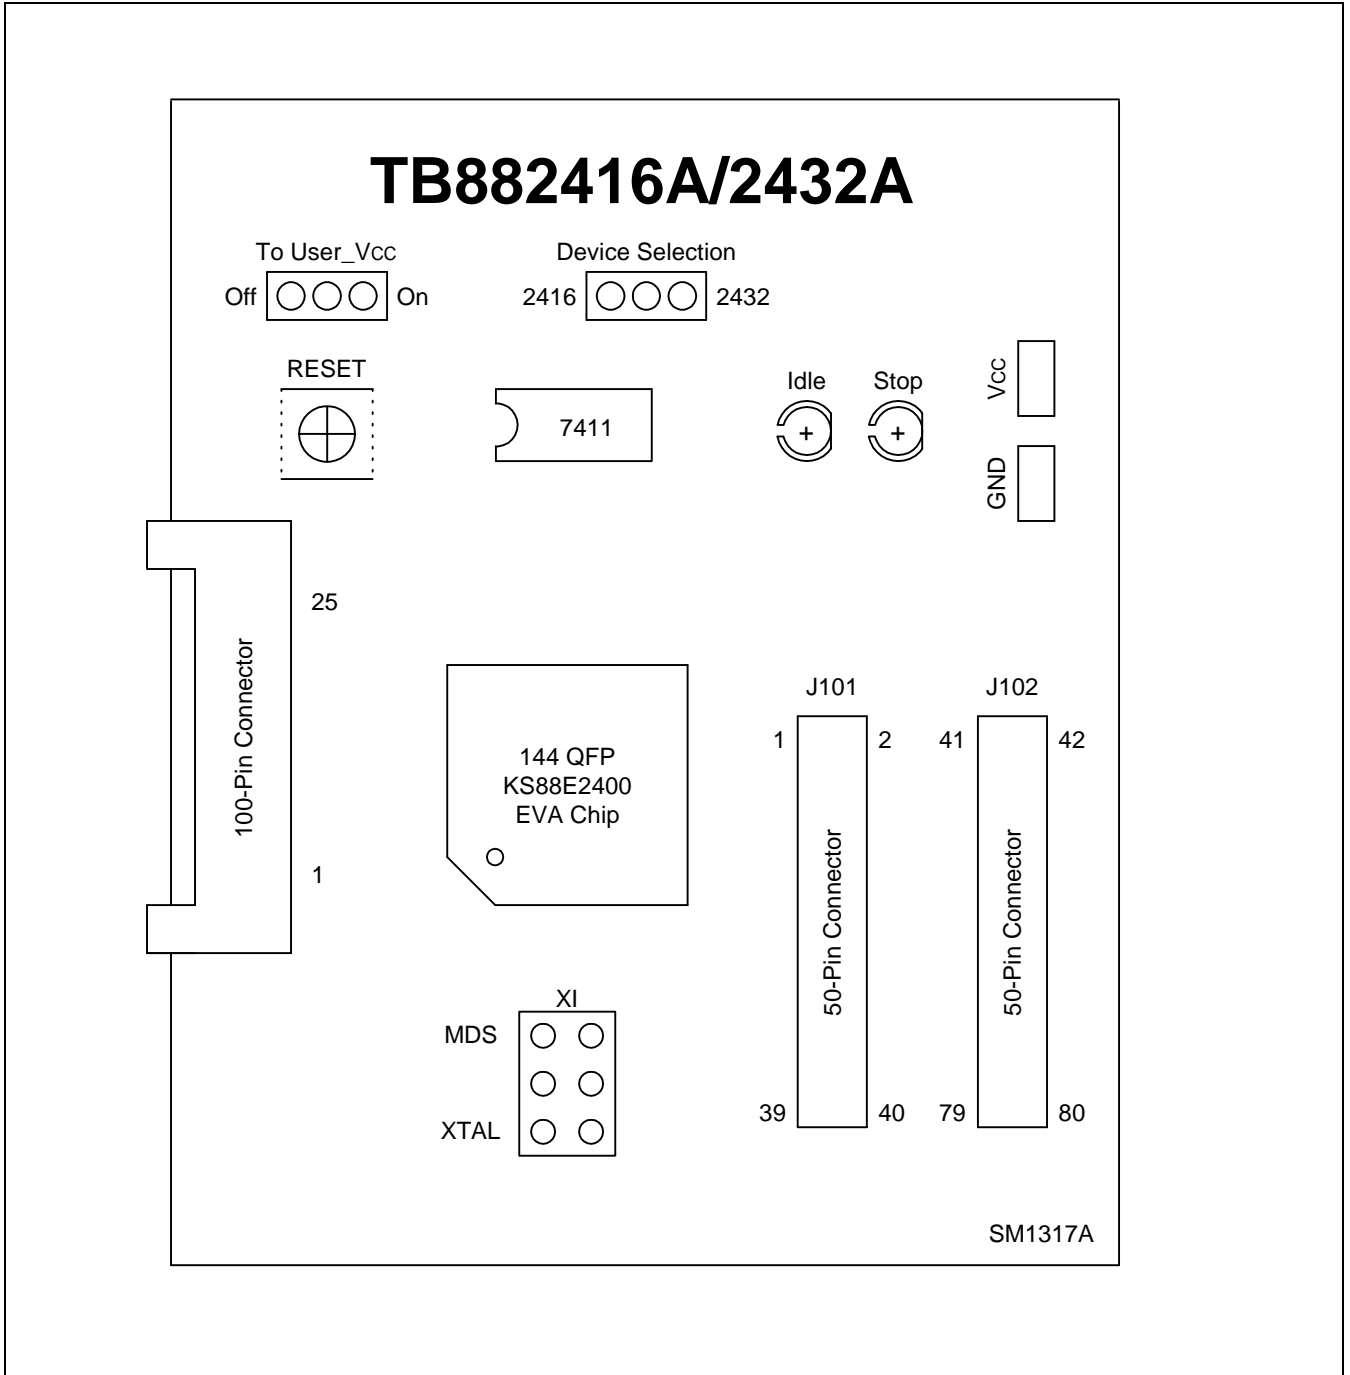 TB882416A/2432A
To User_Vcc
Device Selection
Off
On
2416
2432
RESET
7411
Idle
Stop
Vcc
GND
25
100-Pin Connector
1
144 QFP
KS88E2400
EVA Chip
J101
J102
1
2
41
42
50-Pin Connector
50-Pin Connector
39
40
79
80
XI
MDS
XTAL
SM1317A